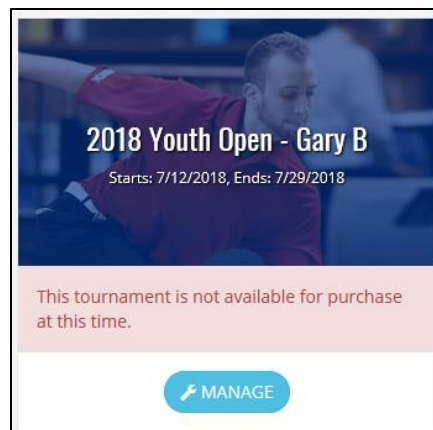 2018 Youth Open - Gary B
Starts: 7/12/2018, Ends: 7/29/2018
This tournament is not available for purchase
at this time.
MANAGE